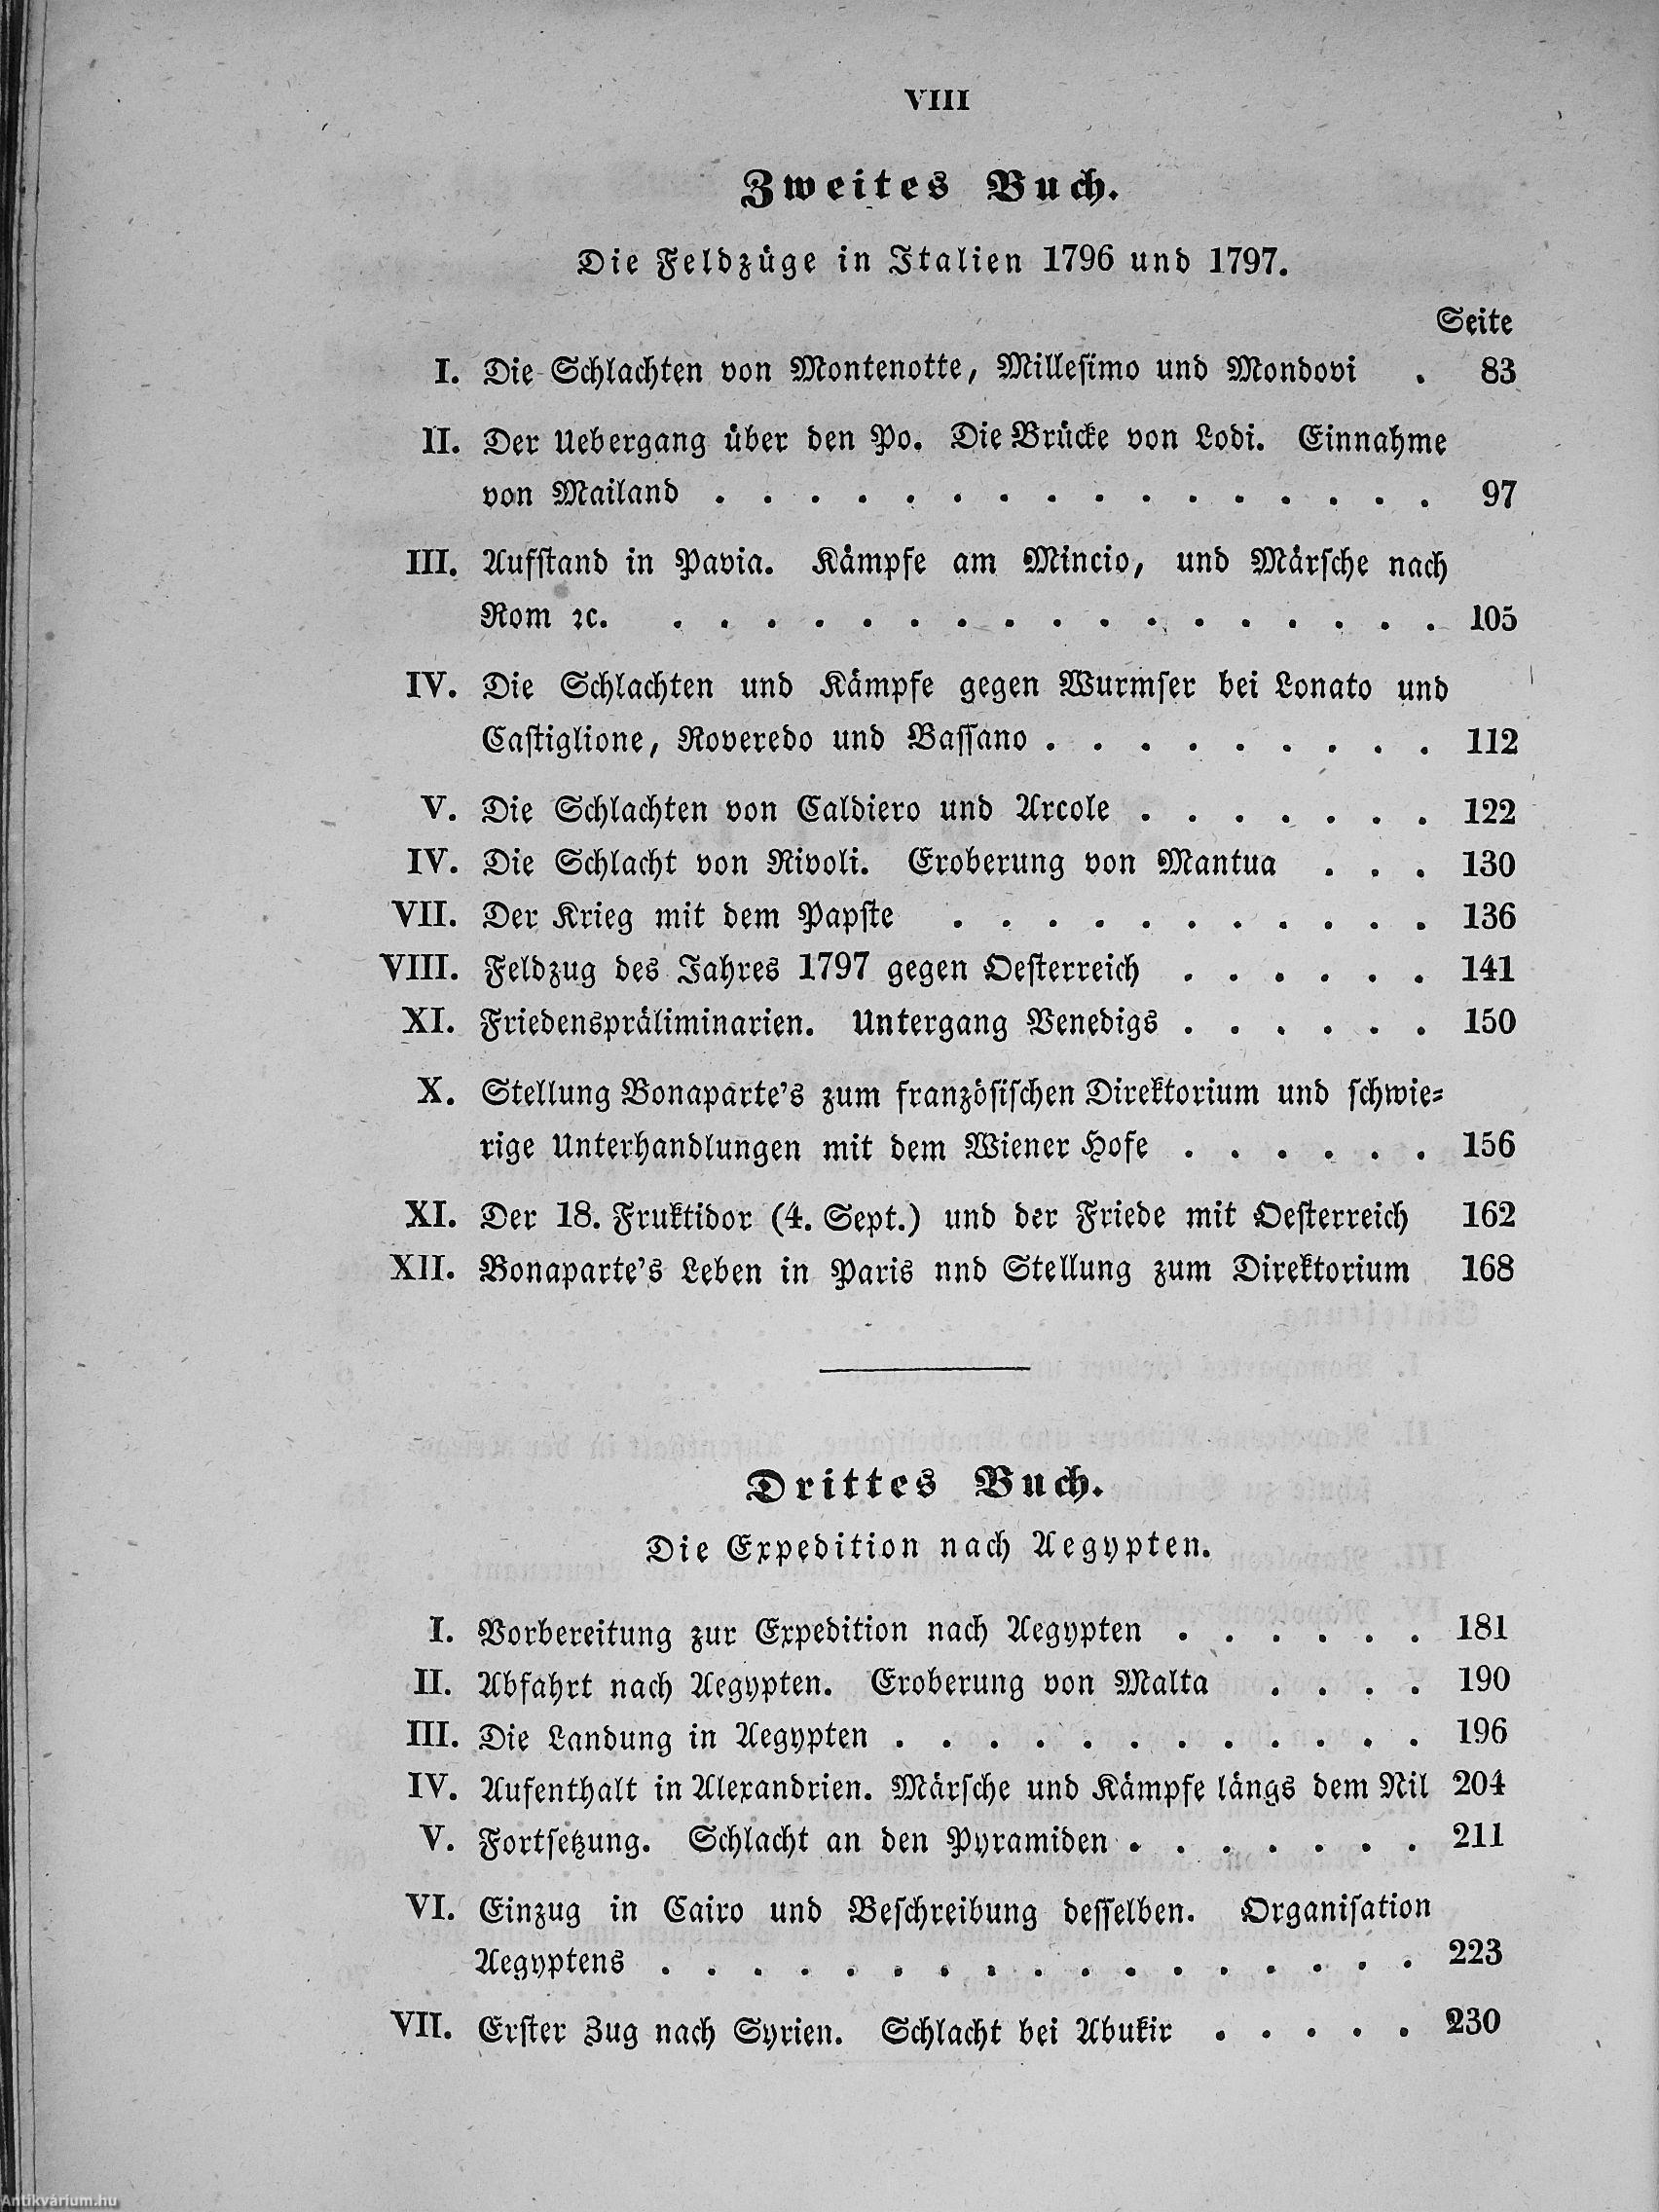 VIII
Zweites Buch.
Die Feldzüge in Italien 1796 und 1797.
Seite
I. Die Schlachten von Montenotte, Millesimo und Mondovi . 83
II. Der Uebergang über den Po. Die Brücke von Lodi. Einnahme
von Mailand . . . . . . . . . . . . . . . . 97
III. Aufstand in Pavia. Kämpfe am Mincio, und Märsche nach
Rom ꝛc. . . . . . . . . . . . . . . . . . 105
IV. Die Schlachten und Kämpfe gegen Wurmser bei Lonato und
Castiglione, Roveredo und Bassano . . . . . . . . . 112
V. Die Schlachten von Caldiero und Arcole . . . . . . . 122
IV. Die Schlacht von Rivoli. Eroberung von Mantua . . . 130
VII. Der Krieg mit dem Papste . . . . . . . . . . . 136
VIII. Feldzug des Jahres 1797 gegen Oesterreich . . . . . . 141
XI. Friedenspräliminarien. Untergang Venedigs . . . . . . 150
X. Stellung Bonaparte's zum französischen Direktorium und schwie-
rige Unterhandlungen mit dem Wiener Hofe . . . . . . 156
XI. Der 18. Fruktidor (4. Sept.) und der Friede mit Oesterreich 162
XII. Bonaparte's Leben in Paris nnd Stellung zum Direktorium 168
Drittes Buch.
Die Expedition nach Aegypten.
I. Vorbereitung zur Expedition nach Aegypten . . . . . . 181
II. Abfahrt nach Aegypten. Eroberung von Malta . . . . 190
III. Die Landung in Aegypten . . . . . . . . . . . . 196
IV. Aufenthalt in Alexandrien. Märsche und Kämpfe längs dem Nil 204
V. Fortsetzung. Schlacht an den Pyramiden . . . . . . . 211
VI. Einzug in Cairo und Beschreibung desselben. Organisation
Aegyptens . . . . . . . . . . . . . . . . . 223
VII. Erster Zug nach Syrien. Schlacht bei Abukir . . . . . 230
Antikvárium.hu